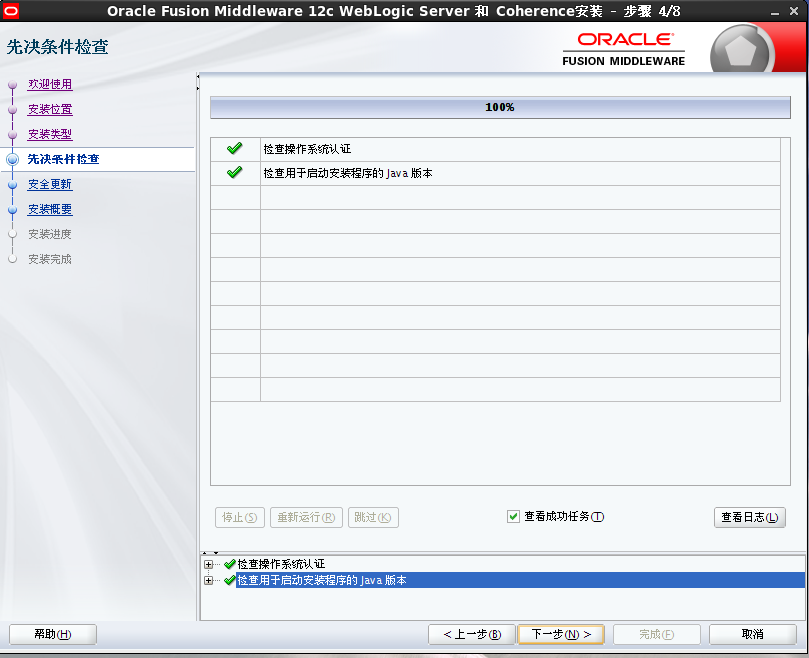 Oracle Fusion Middleware 12c WebLogic Server 和 Coherence安装 - 步骤 4/8
先决条件检查
ORACLE
FUSION MIDDLEWARE
欢迎使用
安装位置
安装类型
先决条件检查
安全更新
安装概要
安装进度
安装完成
100%
检查操作系统认证
检查用于启动安装程序的 Java 版本
停止(S) 重新运行(R) 跳过(K) 查看成功任务(T) 查看日志(L)
检查操作系统认证
检查用于启动安装程序的 Java 版本
帮助(H) < 上一步(B) 下一步(N) > 完成(F) 取消